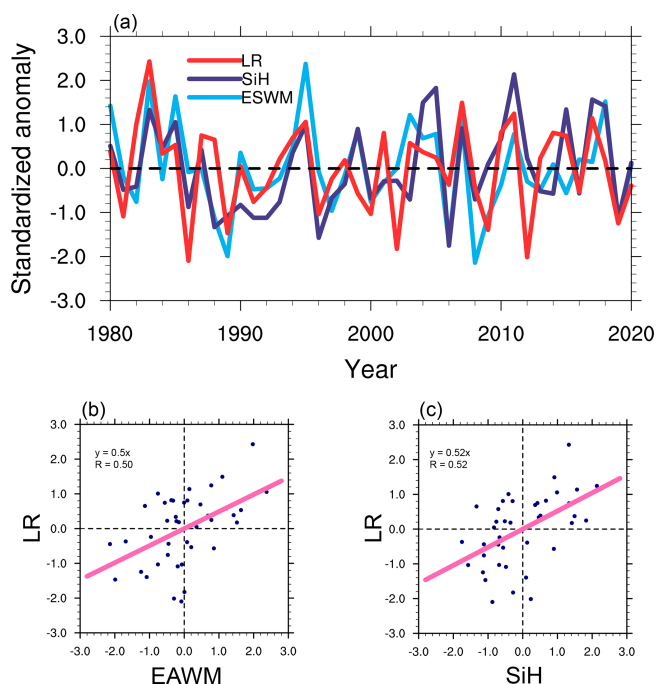 (a)
Standardized anomaly
3.0
2.0
1.0
0.0
-1.0
-2.0
-3.0
LR
SiH
ESWM
1980
1990
2000
2010
2020
Year
(b)
3.0
2.0
1.0
0.0
-1.0
-2.0
-3.0
LR
y = 0.5x
R = 0.50
-3.0 -2.0 -1.0 0.0 1.0 2.0 3.0
EAWM
(c)
3.0
2.0
1.0
0.0
-1.0
-2.0
-3.0
LR
y = 0.52x
R = 0.52
-3.0 -2.0 -1.0 0.0 1.0 2.0 3.0
SiH